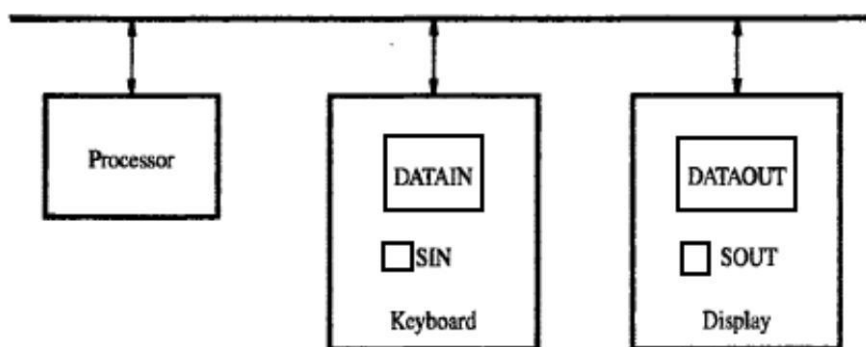 Processor
DATAIN
DATAOUT
SIN
SOUT
Keyboard
Display